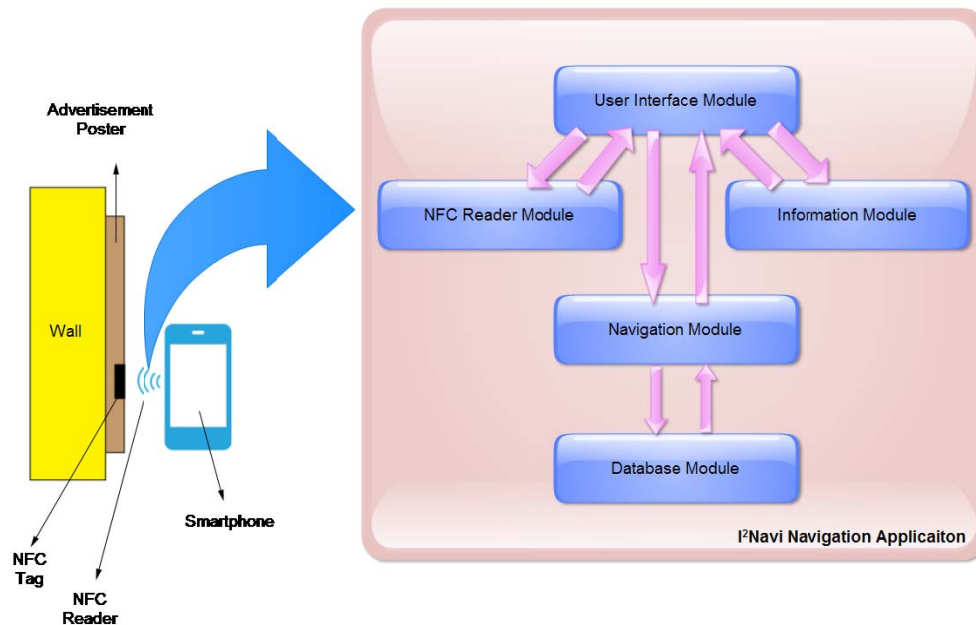 Advertisement
Poster
Wall
NFC
Tag
NFC
Reader
Smartphone
User Interface Module
NFC Reader Module
Information Module
Navigation Module
Database Module
I²Navi Navigation Applicaiton